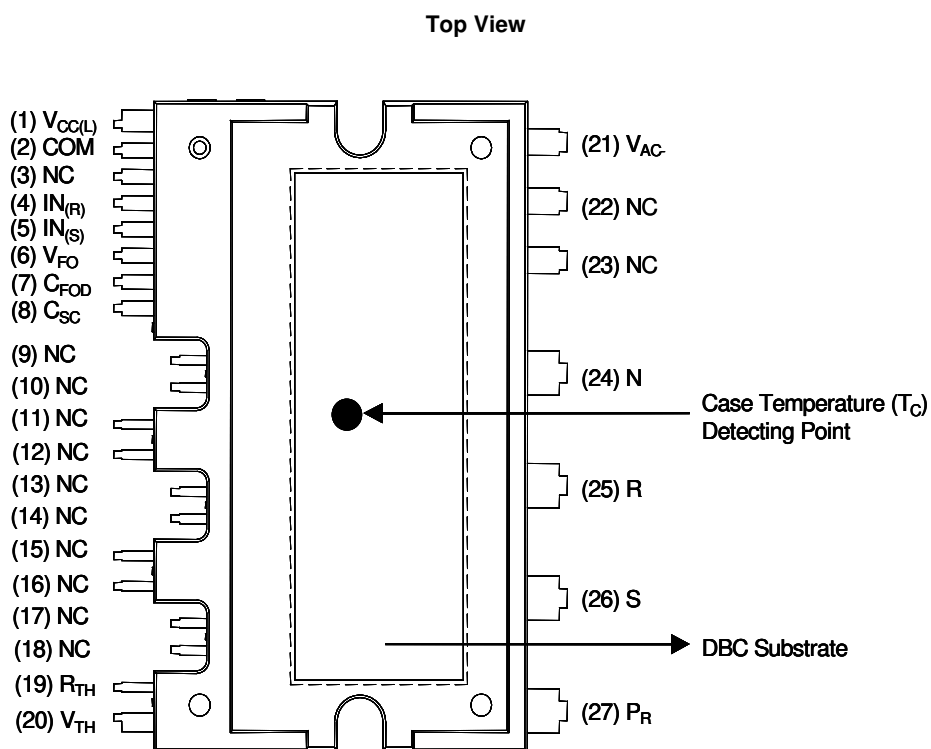 Top View
(1) VCC(L)
(2) COM
(3) NC
(4) IN(R)
(5) IN(S)
(6) VFO
(7) CFOD
(8) CSC
(9) NC
(10) NC
(11) NC
(12) NC
(13) NC
(14) NC
(15) NC
(16) NC
(17) NC
(18) NC
(19) RTH
(20) VTH
(21) VAC-
(22) NC
(23) NC
(24) N
Case Temperature (TC)
Detecting Point
(25) R
(26) S
DBC Substrate
(27) PR